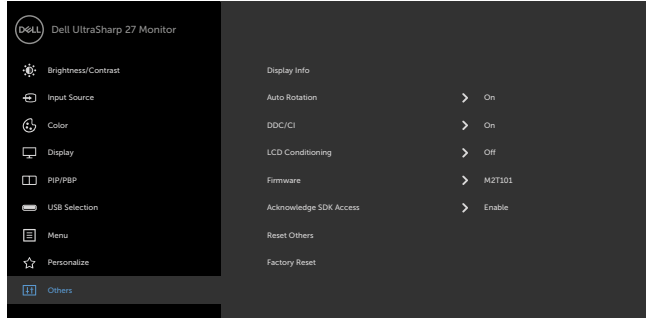 DELL Dell UltraSharp 27 Monitor
Brightness/Contrast
Input Source
Color
Display
PIP/PBP
USB Selection
Menu
Personalize
Others
Display Info
Auto Rotation > On
DDC/CI > On
LCD Conditioning > Off
Firmware > M2T101
Acknowledge SDK Access > Enable
Reset Others
Factory Reset